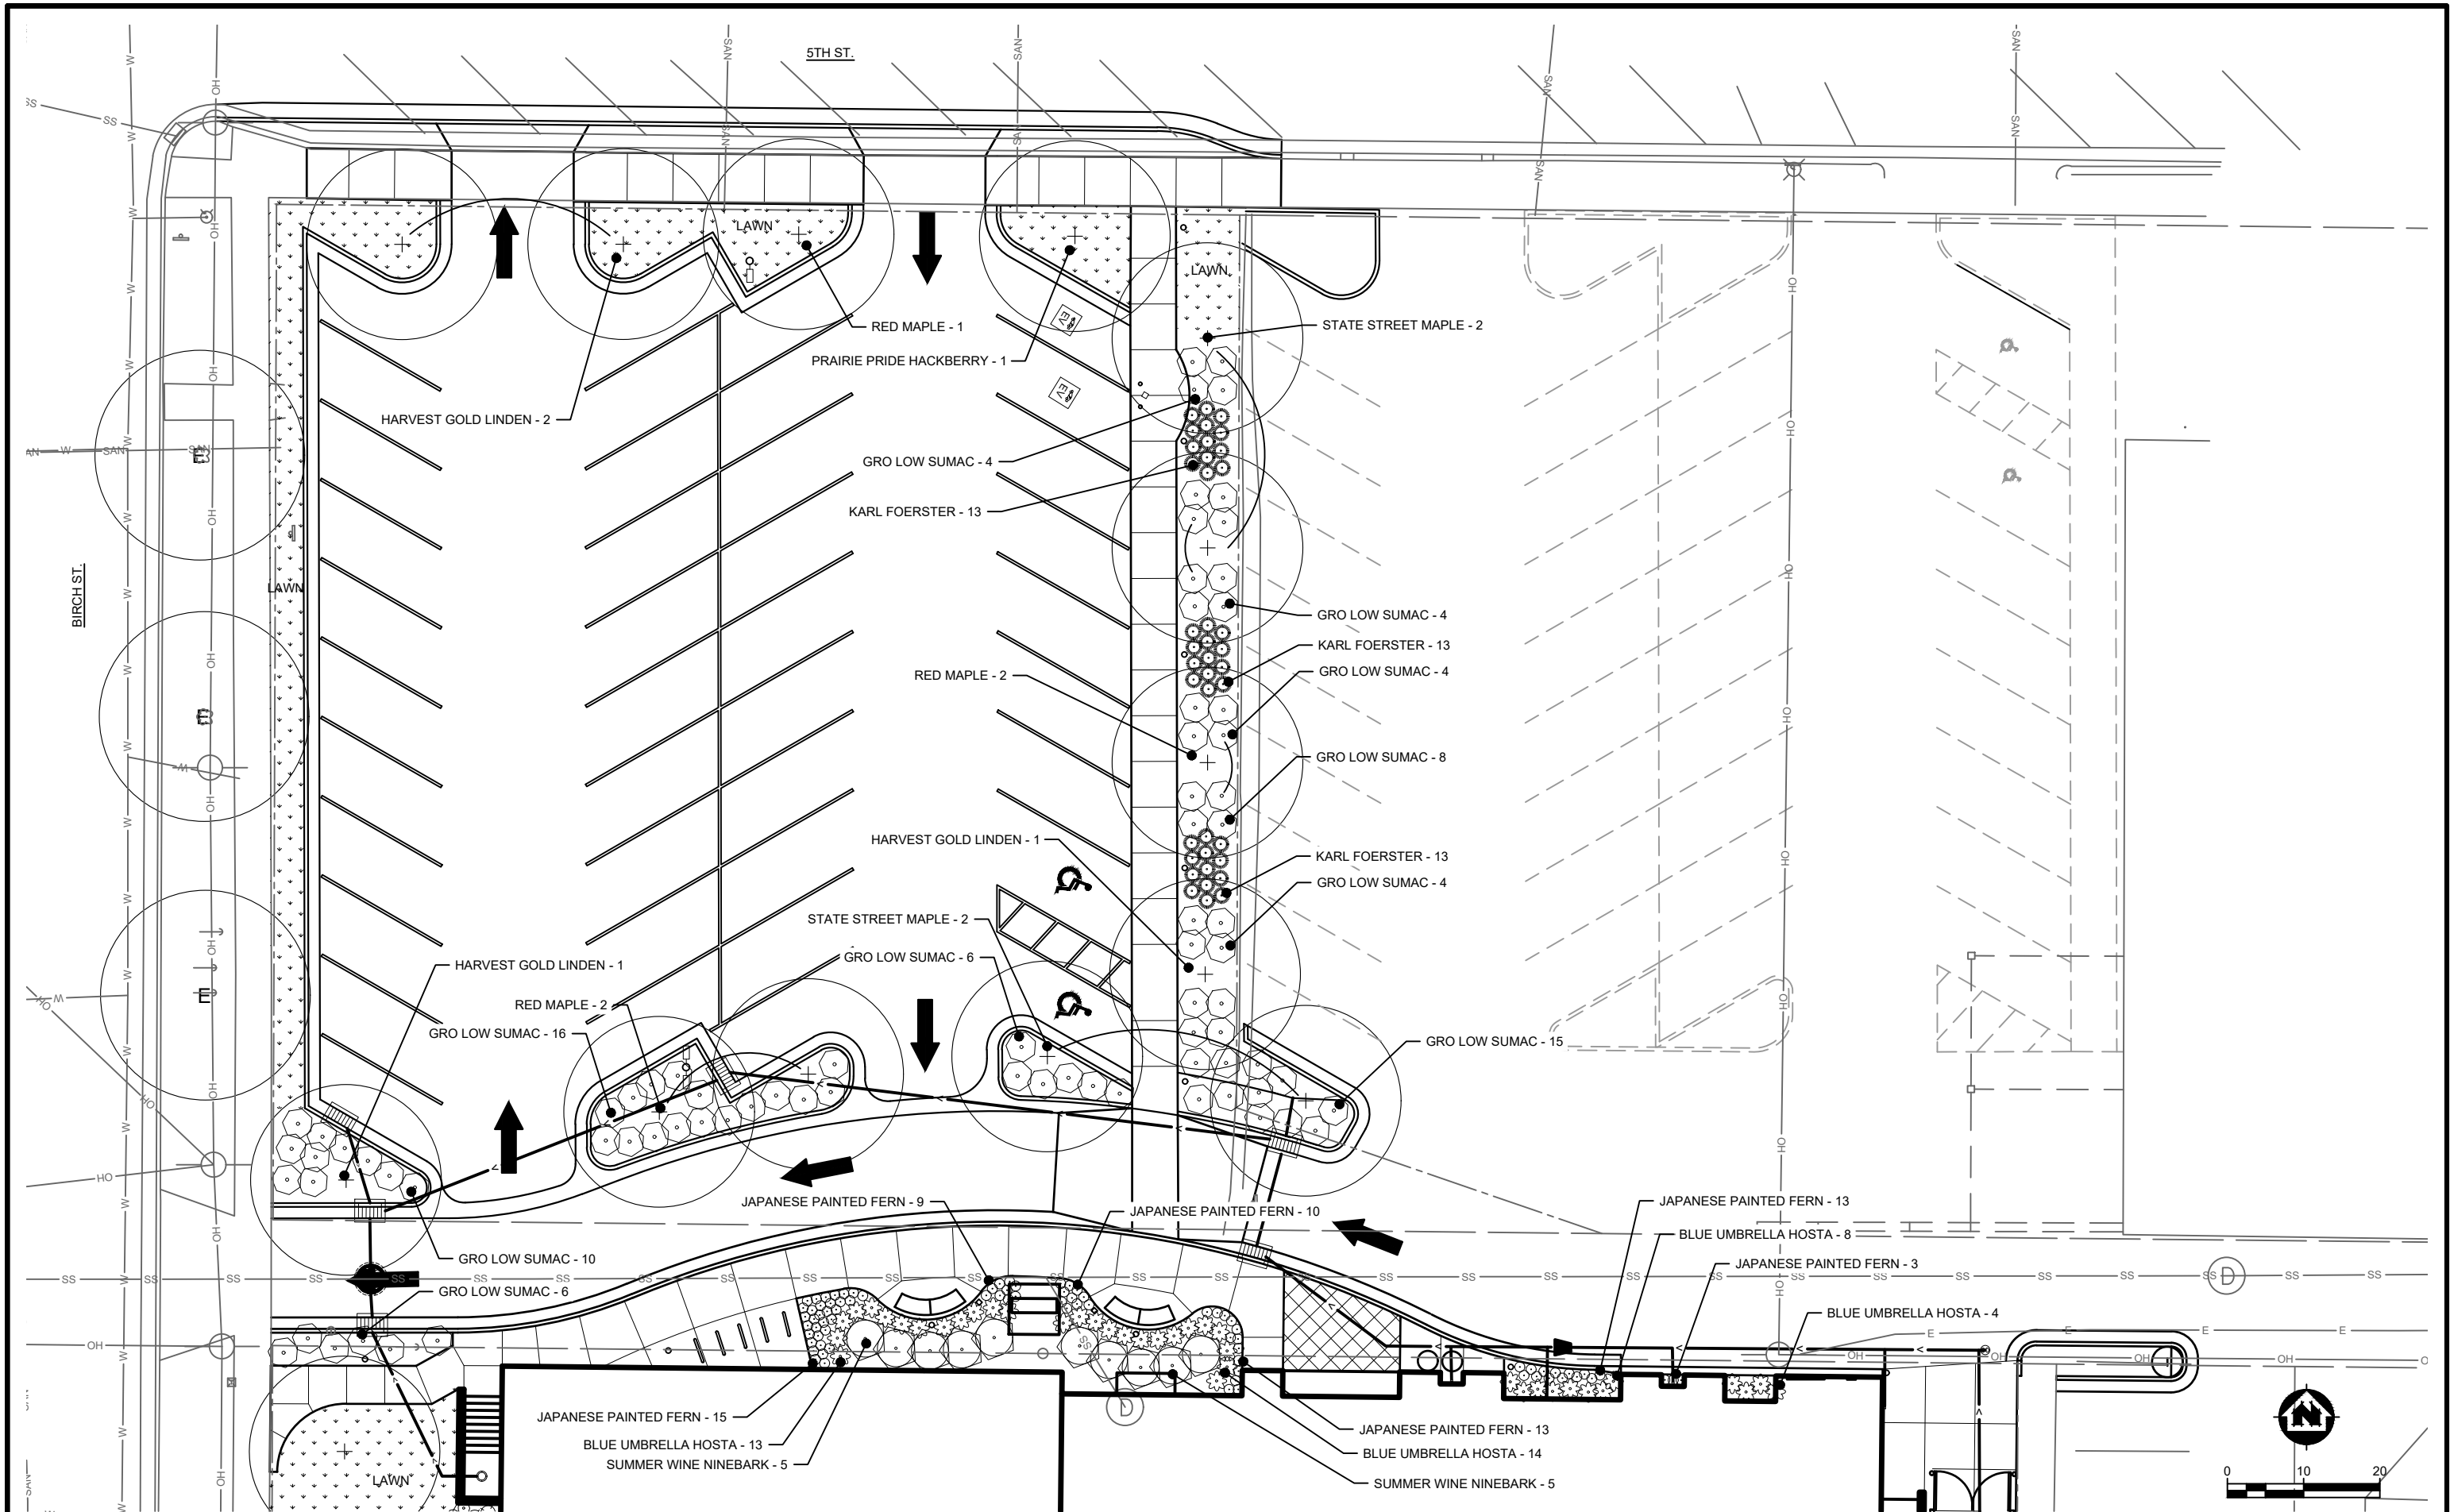 5TH ST.
LAWN
LAWN
RED MAPLE - 1
STATE STREET MAPLE - 2
PRAIRIE PRIDE HACKBERRY - 1
EV
EV
HARVEST GOLD LINDEN - 2
GRO LOW SUMAC - 4
KARL FOERSTER - 13
BIRCH ST.
LAWN
GRO LOW SUMAC - 4
KARL FOERSTER - 13
RED MAPLE - 2
GRO LOW SUMAC - 4
GRO LOW SUMAC - 8
HARVEST GOLD LINDEN - 1
KARL FOERSTER - 13
GRO LOW SUMAC - 4
STATE STREET MAPLE - 2
GRO LOW SUMAC - 6
HARVEST GOLD LINDEN - 1
RED MAPLE - 2
GRO LOW SUMAC - 16
GRO LOW SUMAC - 15
JAPANESE PAINTED FERN - 9
JAPANESE PAINTED FERN - 10
JAPANESE PAINTED FERN - 13
BLUE UMBRELLA HOSTA - 8
GRO LOW SUMAC - 10
JAPANESE PAINTED FERN - 3
GRO LOW SUMAC - 6
BLUE UMBRELLA HOSTA - 4
JAPANESE PAINTED FERN - 15
JAPANESE PAINTED FERN - 13
BLUE UMBRELLA HOSTA - 13
BLUE UMBRELLA HOSTA - 14
SUMMER WINE NINEBARK - 5
SUMMER WINE NINEBARK - 5
LAWN
N
0 10 20